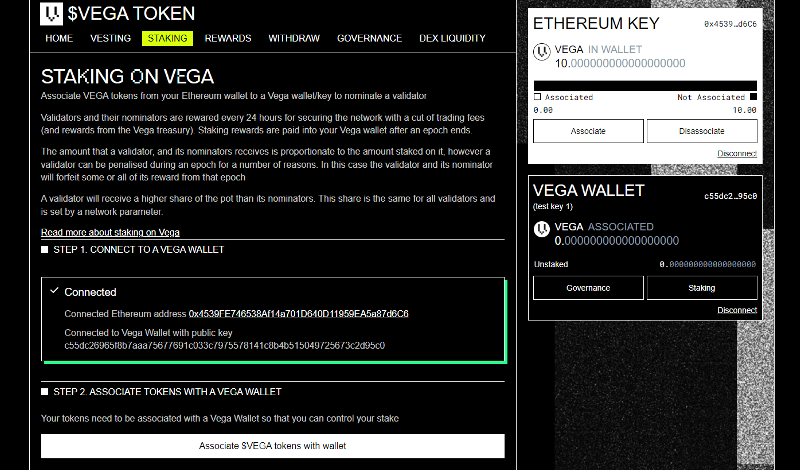 $VEGA TOKEN
HOME VESTING STAKING REWARDS WITHDRAW GOVERNANCE DEX LIQUIDITY
STAKING ON VEGA
Associate VEGA tokens from your Ethereum wallet to a Vega wallet/key to nominate a validator
Validators and their nominators are rewared every 24 hours for securing the network with a cut of trading fees
(and rewards from the Vega treasury). Staking rewards are paid into your Vega wallet after an epoch ends.
The amount that a validator, and its nominators receives is proportionate to the amount staked on it, however a
validator can be penalised during an epoch for a number of reasons. In this case the validator and its nominator
will forfeit some or all of its reward from that epoch
A validator will receive a higher share of the pot than its nominators. This share is the same for all validators and
is set by a network parameter.
Read more about staking on Vega
STEP 1. CONNECT TO A VEGA WALLET
Connected
Connected Ethereum address 0x4539FE746538Af14a701D640D11959EA5a87d6C6
Connected to Vega Wallet with public key
c55dc26965f8b7aaa75677691c033c7975578141c8b4b515049725673c2d95c0
STEP 2. ASSOCIATE TOKENS WITH A VEGA WALLET
Your tokens need to be associated with a Vega Wallet so that you can control your stake
Associate $VEGA tokens with wallet
ETHEREUM KEY 0x4539…d6C6
VEGA IN WALLET
10.000000000000000000
Associated Not Associated
0.00 10.00
Associate Disassociate
Disconnect
VEGA WALLET c55dc2…95c0
(test key 1)
VEGA ASSOCIATED
0.000000000000000000
Unstaked 0.000000000000000000
Governance Staking
Disconnect